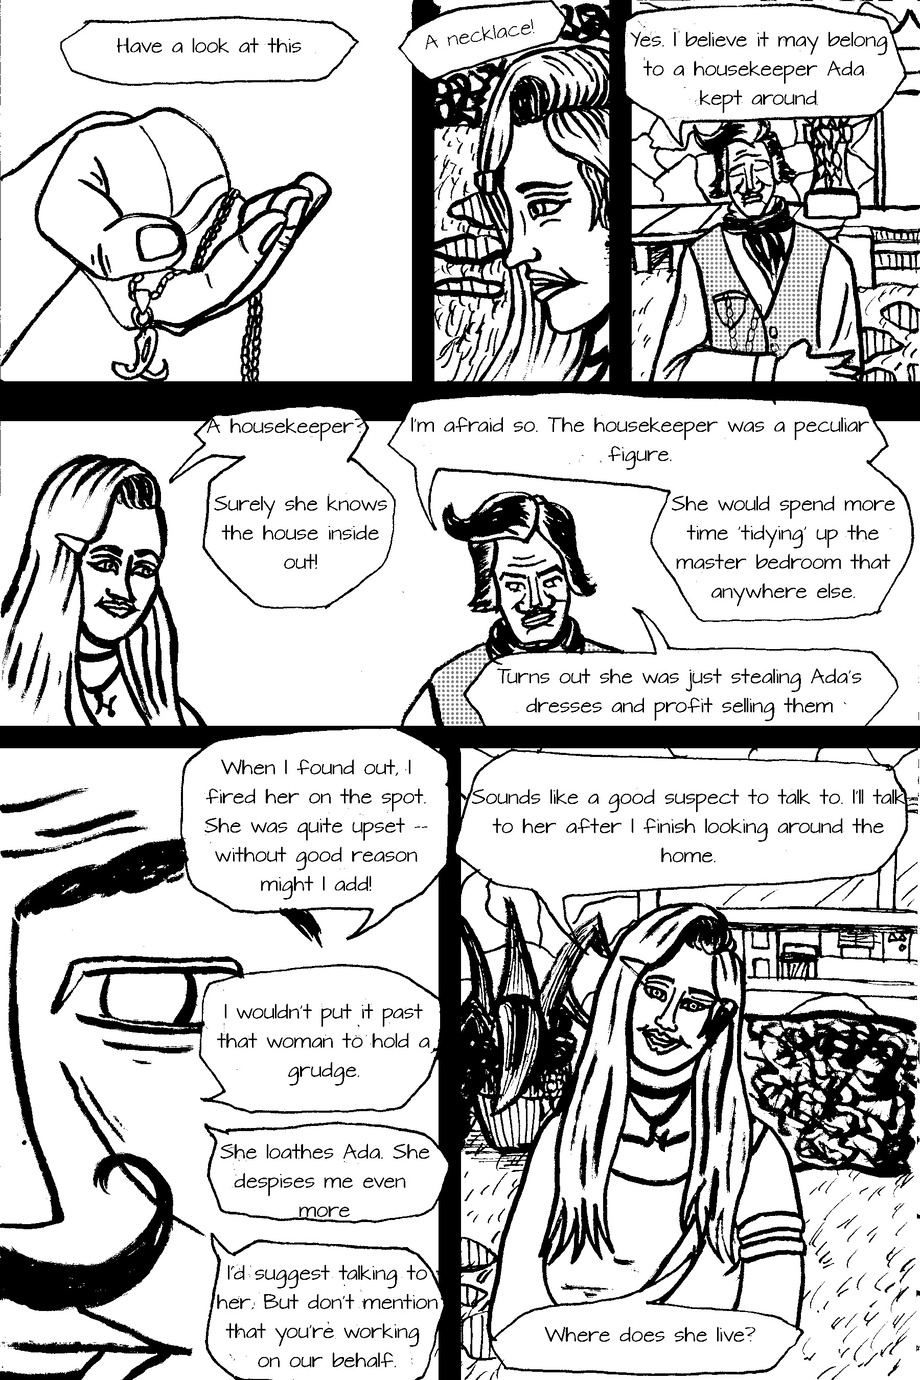 Have a look at this
A necklace!
Yes. I believe it may belong
to a housekeeper Ada
kept around
A housekeeper?
Surely she knows
the house inside
out!
I'm afraid so. The housekeeper was a peculiar
figure.
She would spend more
time 'tidying' up the
master bedroom that
anywhere else.
Turns out she was just stealing Ada's
dresses and profit selling them
When I found out, I
fired her on the spot.
She was quite upset --
without good reason
might I add!
I wouldn't put it past
that woman to hold a
grudge.
She loathes Ada. She
despises me even
more
I'd suggest talking to
her. But don't mention
that you're working
on our behalf.
Sounds like a good suspect to talk to. I'll talk
to her after I finish looking around the
home.
Where does she live?